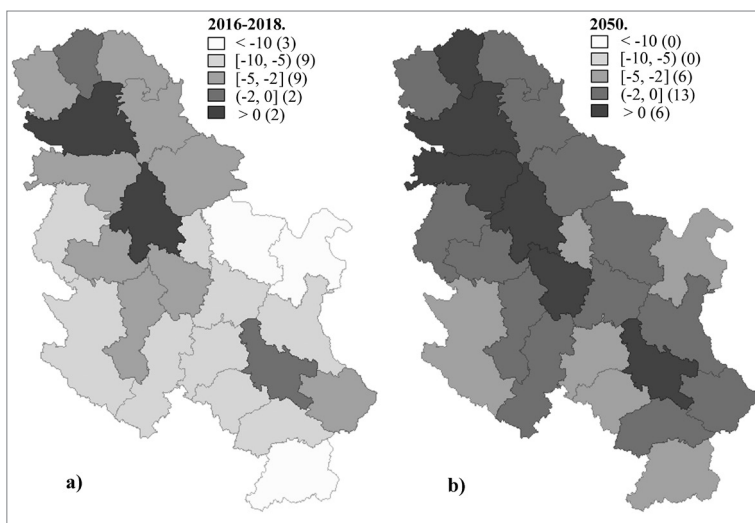 2016-2018.
< -10 (3)
[-10, -5) (9)
[-5, -2] (9)
(-2, 0] (2)
> 0 (2)
a)
2050.
< -10 (0)
[-10, -5) (0)
[-5, -2] (6)
(-2, 0] (13)
> 0 (6)
b)